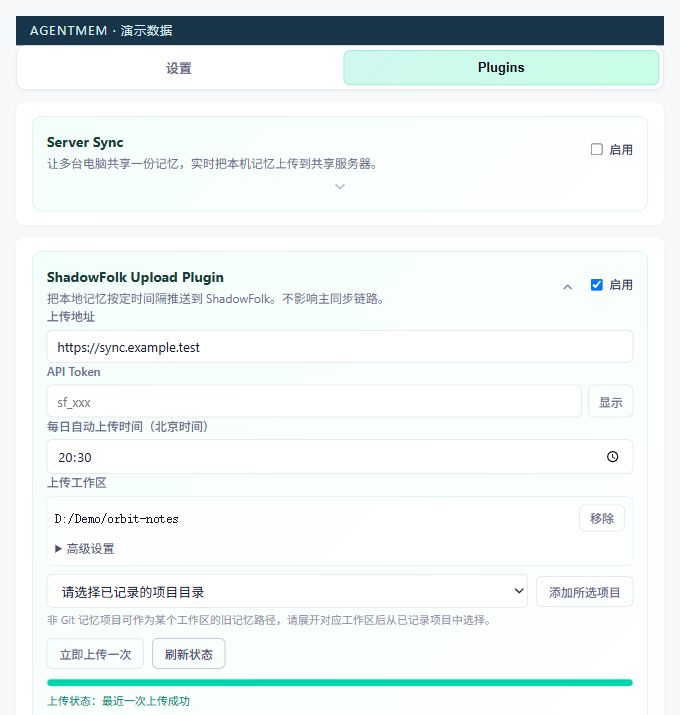 AGENTMEM · 演示数据
设置
Plugins
Server Sync
让多台电脑共享一份记忆，实时把本机记忆上传到共享服务器。
启用
ShadowFolk Upload Plugin
把本地记忆按定时间隔推送到 ShadowFolk。不影响主同步链路。
启用
上传地址
https://sync.example.test
API Token
sf_xxx
显示
每日自动上传时间（北京时间）
20:30
上传工作区
D:/Demo/orbit-notes
移除
高级设置
请选择已记录的项目目录
添加所选项目
非 Git 记忆项目可作为某个工作区的旧记忆路径，请展开对应工作区后从已记录项目中选择。
立即上传一次
刷新状态
上传状态：最近一次上传成功